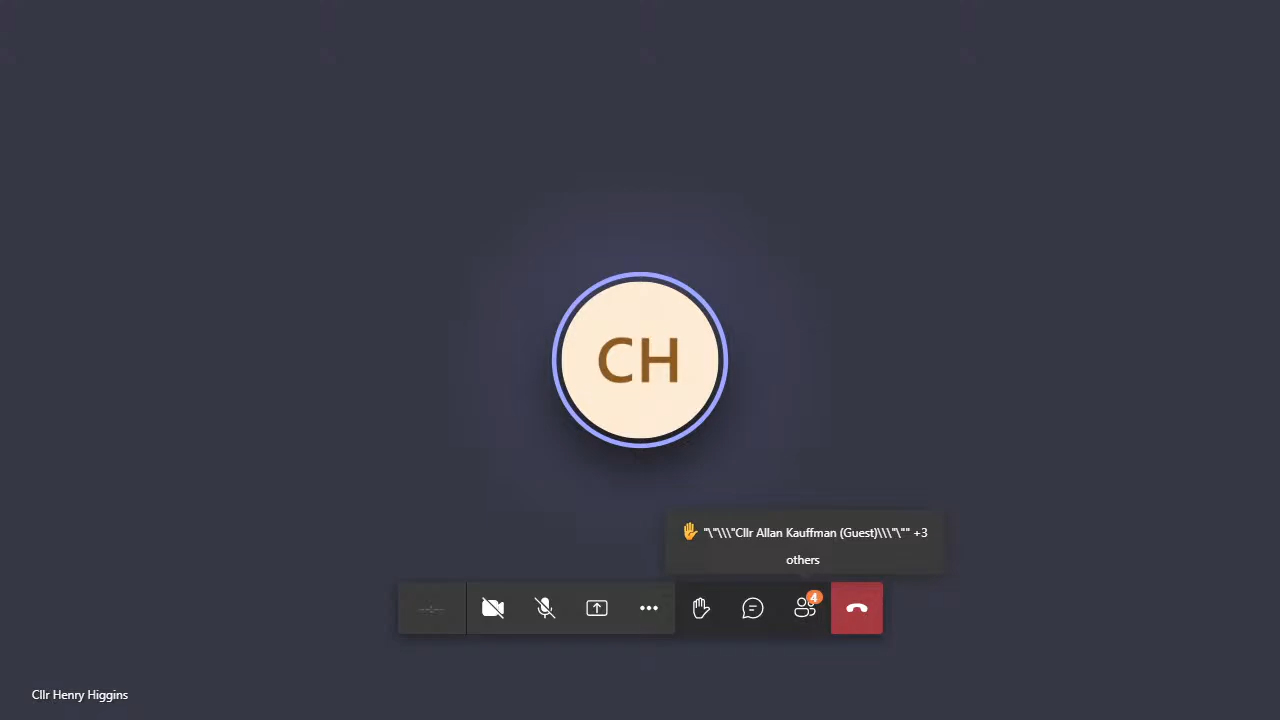 CH
"\"\\\"Cllr Allan Kauffman (Guest)\\\"\"" +3
others
4
Cllr Henry Higgins